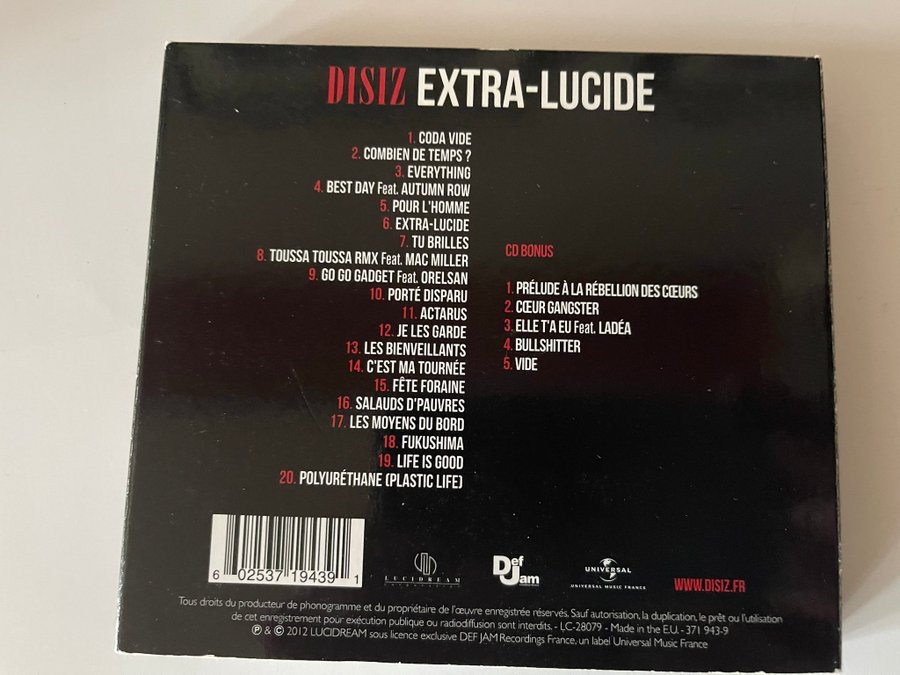 DISIZ EXTRA-LUCIDE
1. CODA VIDE
2. COMBIEN DE TEMPS ?
3. EVERYTHING
4. BEST DAY Feat. AUTUMN ROW
5. POUR L'HOMME
6. EXTRA-LUCIDE
7. TU BRILLES
8. TOUSSA TOUSSA RMX Feat. MAC MILLER
9. GO GO GADGET Feat. ORELSAN
10. PORTÉ DISPARU
11. ACTARUS
12. JE LES GARDE
13. LES BIENVEILLANTS
14. C'EST MA TOURNÉE
15. FÊTE FORAINE
16. SALAUDS D'PAUVRES
17. LES MOYENS DU BORD
18. FUKUSHIMA
19. LIFE IS GOOD
20. POLYURÉTHANE (PLASTIC LIFE)
CD BONUS
1. PRÉLUDE À LA RÉBELLION DES CŒURS
2. CŒUR GANGSTER
3. ELLE T'A EU Feat. LADÉA
4. BULLSHITTER
5. VIDE
6 02537 19439 1
LUCIDREAM
Def
Jam
UNIVERSAL
UNIVERSAL MUSIC FRANCE
WWW.DISIZ.FR
Tous droits du producteur de phonogramme et du propriétaire de l'œuvre enregistrée réservés. Sauf autorisation, la duplication, le prêt ou l'utilisation
de cet enregistrement pour exécution publique ou radiodiffusion sont interdits. - LC-28079 - Made in the E.U. - 371 943-9
℗ & © 2012 LUCIDREAM sous licence exclusive DEF JAM Recordings France, un label Universal Music France